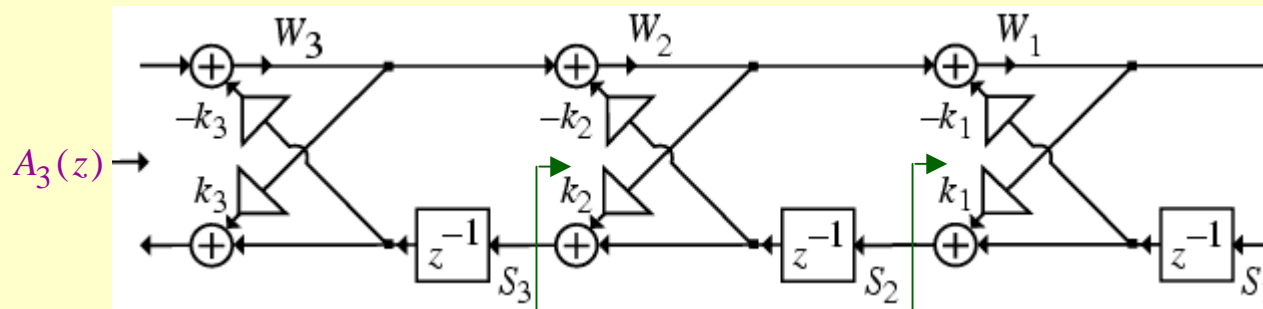 W₃ W₂ W₁
−k₃ −k₂ −k₁
A₃(z)
k₃ k₂ k₁
z⁻¹ z⁻¹ z⁻¹
S₃ S₂ S